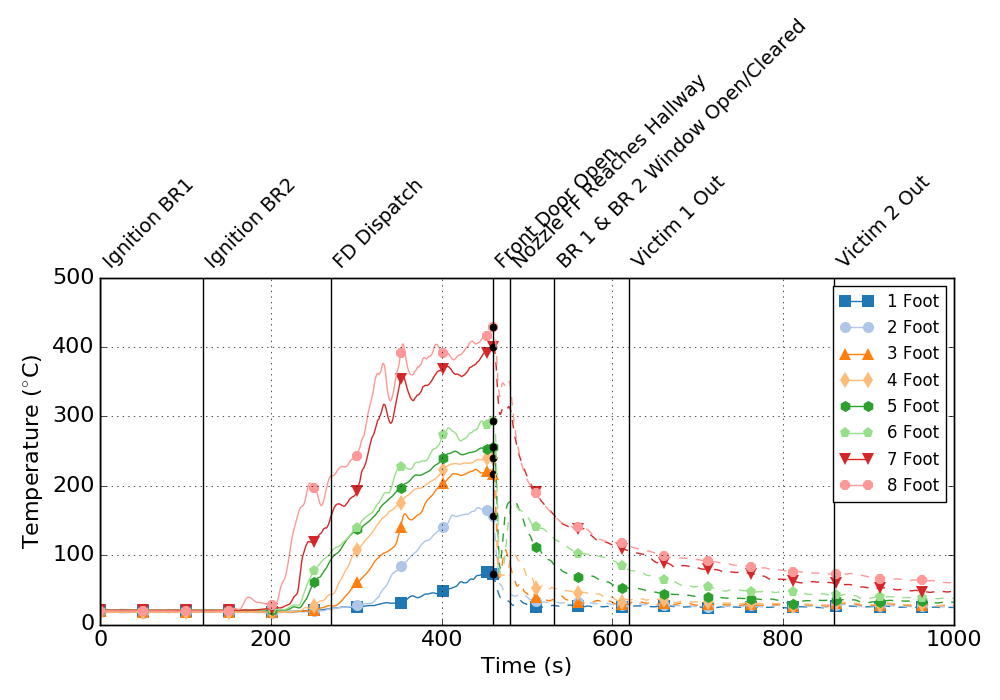 Ignition BR1
Ignition BR2
FD Dispatch
Front Door Open
Nozzle FF Reaches Hallway
BR 1 & BR 2 Window Open/Cleared
Victim 1 Out
Victim 2 Out
500
400
300
200
100
0
Temperature (°C)
1 Foot
2 Foot
3 Foot
4 Foot
5 Foot
6 Foot
7 Foot
8 Foot
0 200 400 600 800 1000
Time (s)